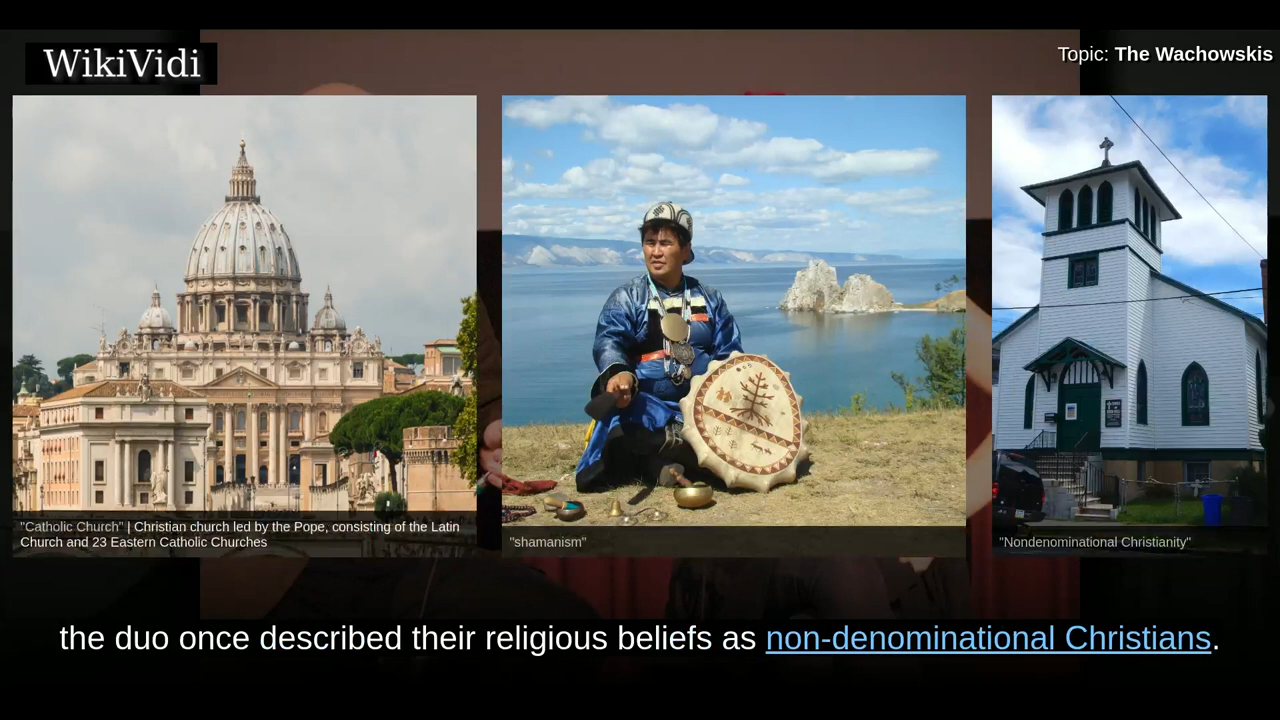 WikiVidi
Topic: The Wachowskis
"Catholic Church" | Christian church led by the Pope, consisting of the Latin
Church and 23 Eastern Catholic Churches
"shamanism"
"Nondenominational Christianity"
the duo once described their religious beliefs as non-denominational Christians.